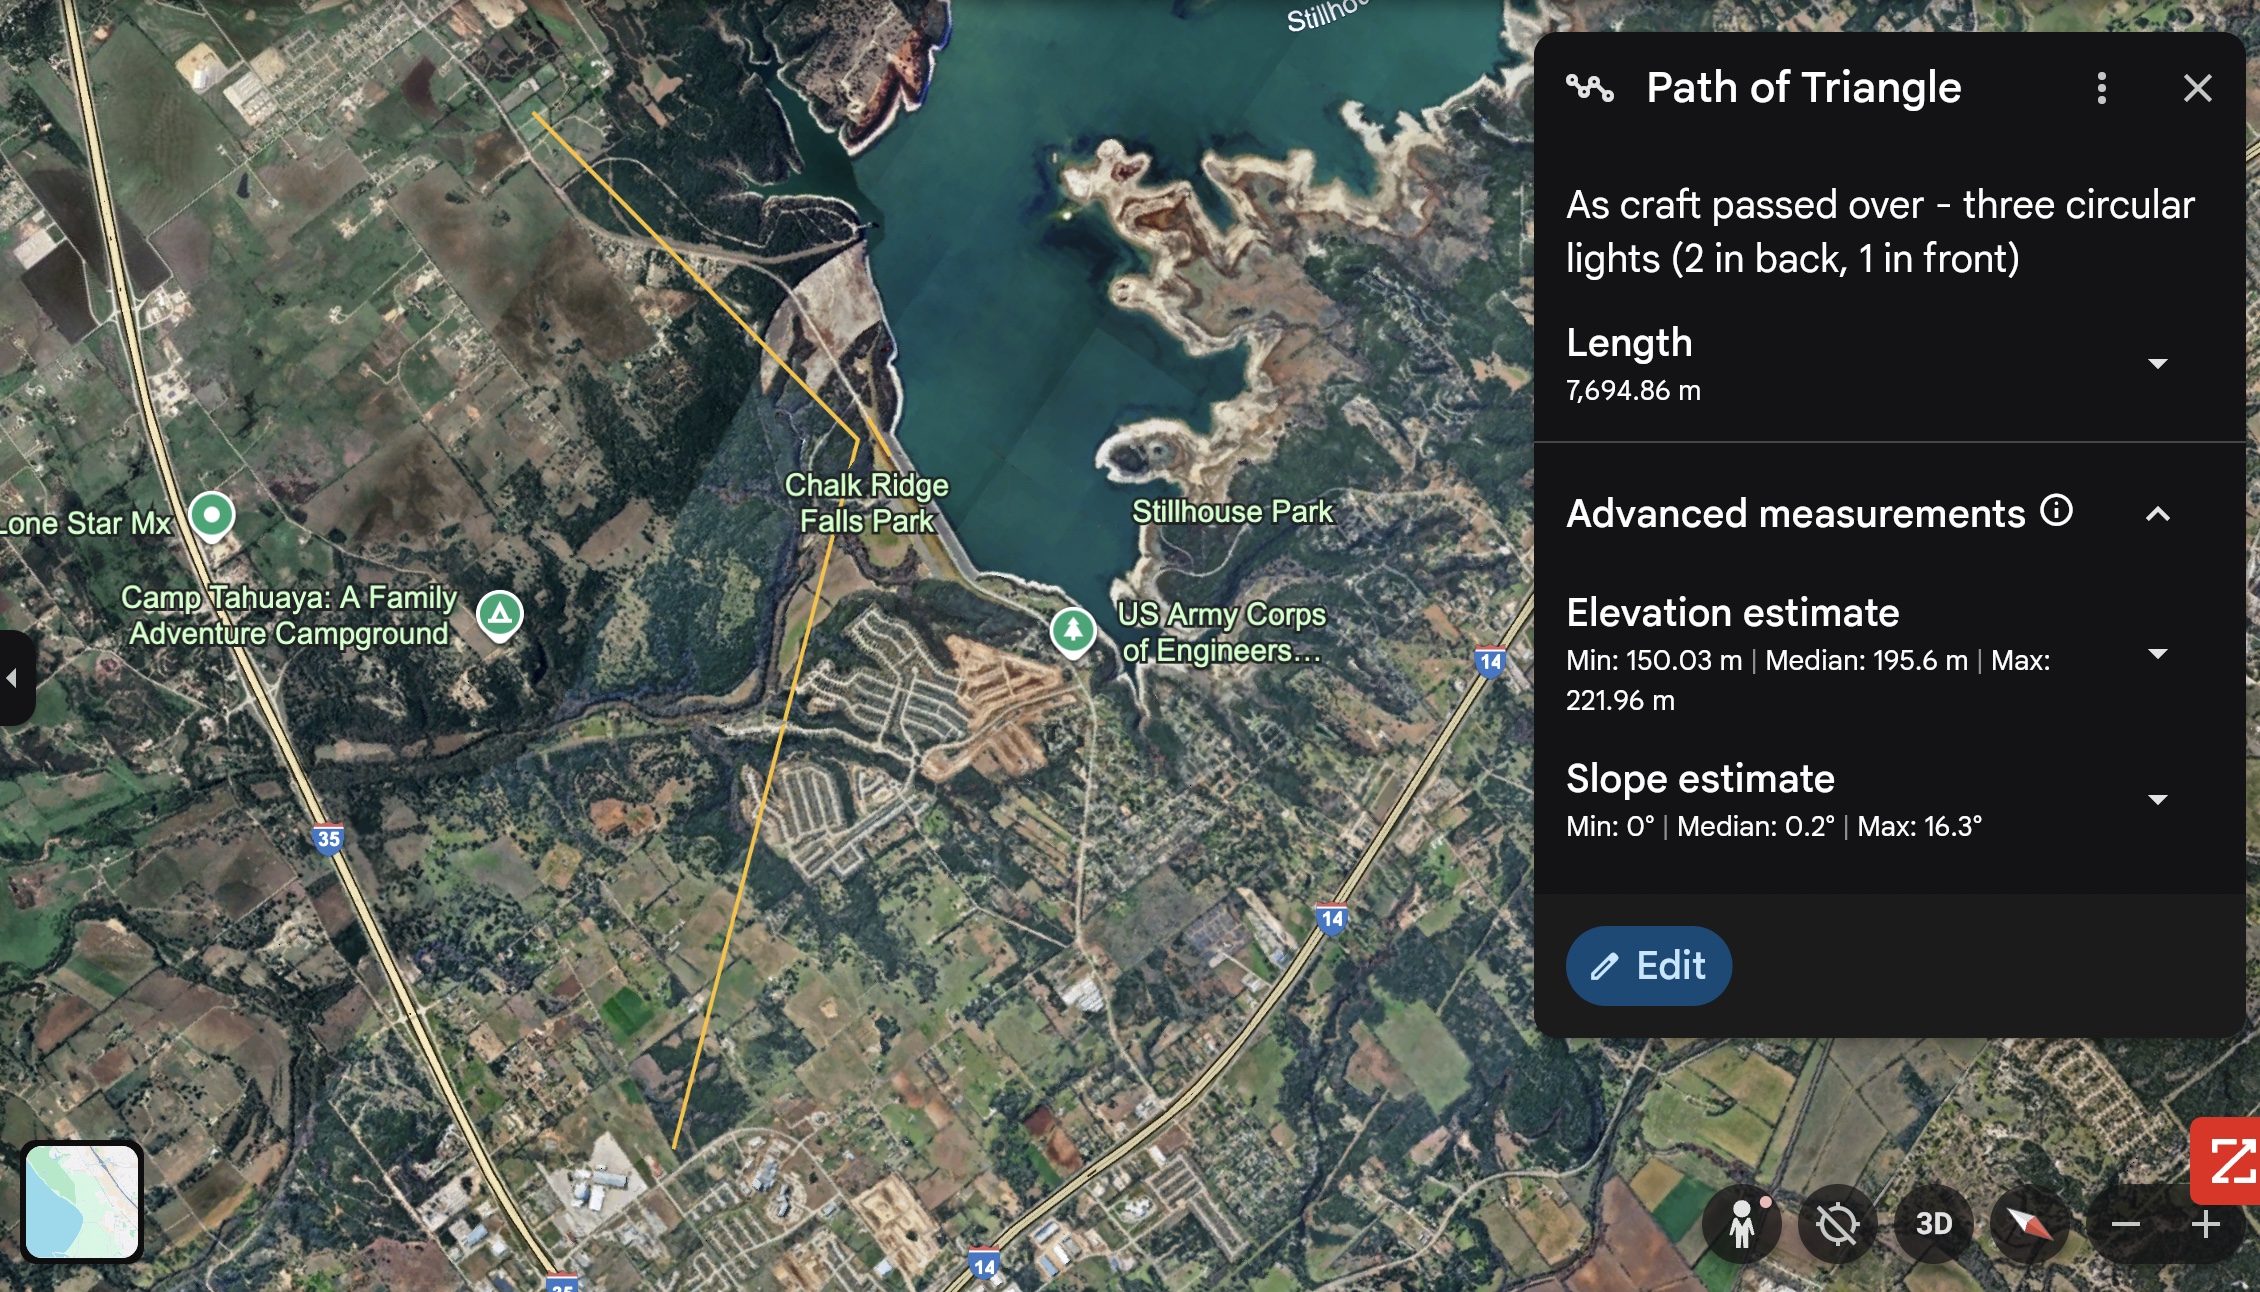 Stillho
Path of Triangle
As craft passed over - three circular
lights (2 in back, 1 in front)
Length
7,694.86 m
Advanced measurements
Elevation estimate
Min: 150.03 m | Median: 195.6 m | Max:
221.96 m
Slope estimate
Min: 0° | Median: 0.2° | Max: 16.3°
Edit
Chalk Ridge
Falls Park
Stillhouse Park
Lone Star Mx
Camp Tahuaya: A Family
Adventure Campground
US Army Corps
of Engineers...
14
35
14
14
35
3D